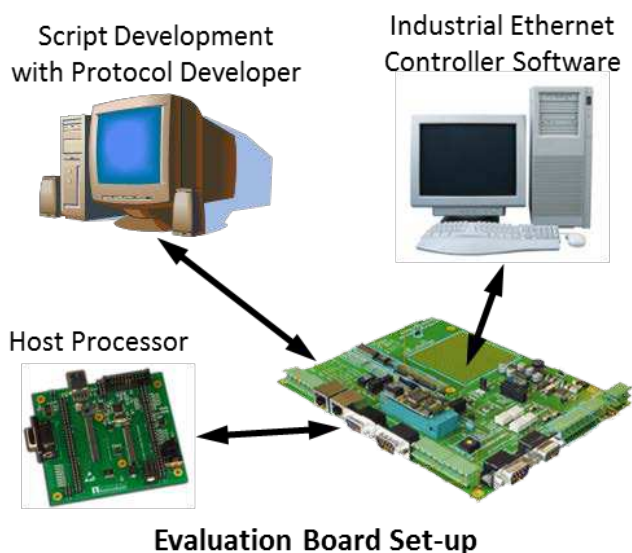 Script Development
with Protocol Developer
Industrial Ethernet
Controller Software
Host Processor
Evaluation Board Set-up